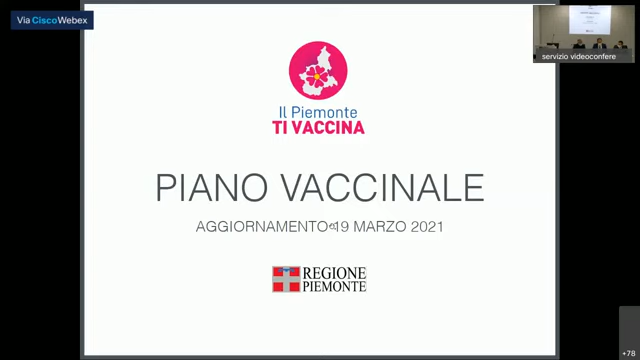 Via CiscoWebex
servizio videoconfere
Il Piemonte
TI VACCINA
PIANO VACCINALE
AGGIORNAMENTO 19 MARZO 2021
REGIONE
PIEMONTE
+78